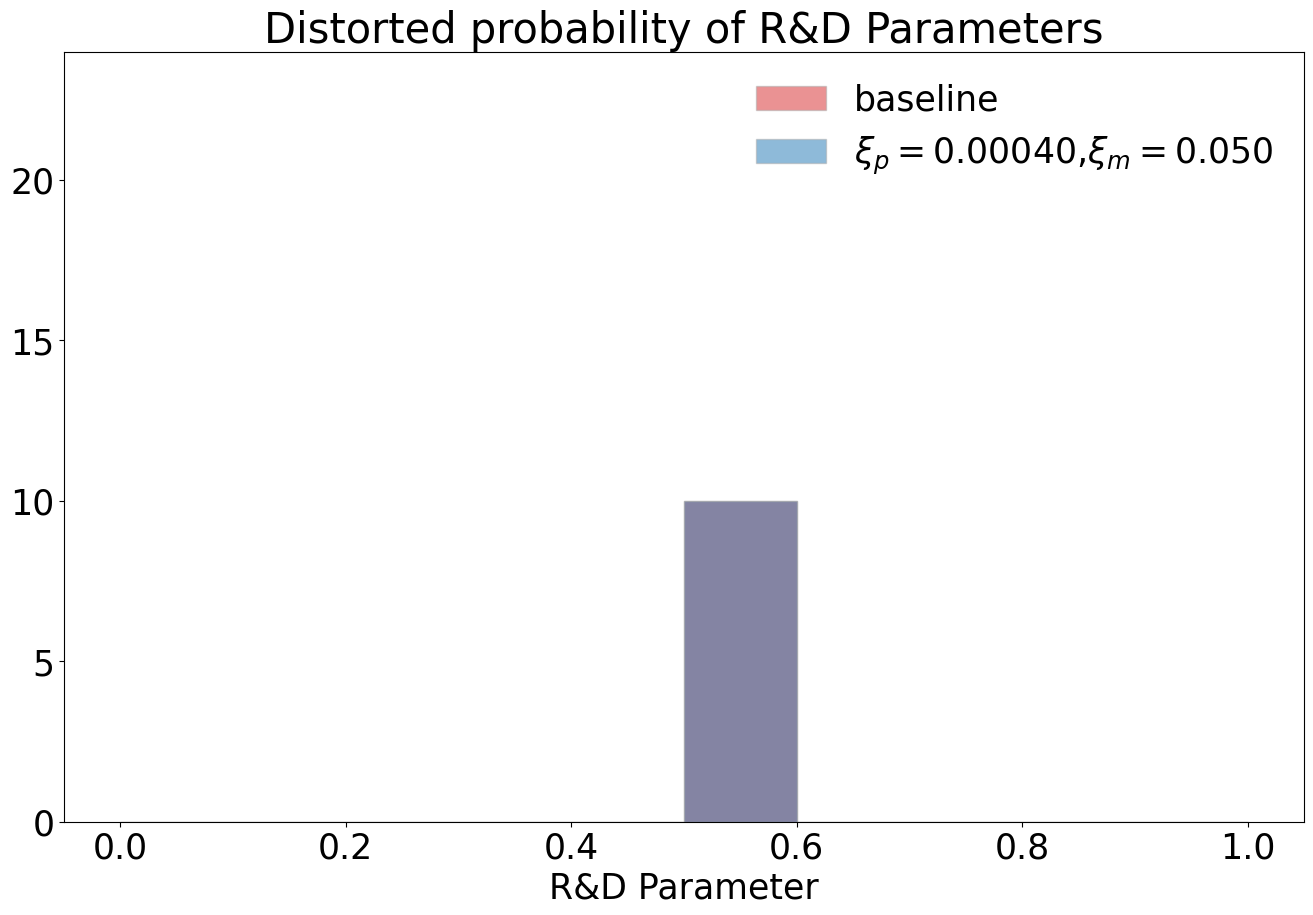 Distorted probability of R&D Parameters
baseline
ξp = 0.00040,ξm = 0.050
20
15
10
5
0
0.0 0.2 0.4 0.6 0.8 1.0
R&D Parameter